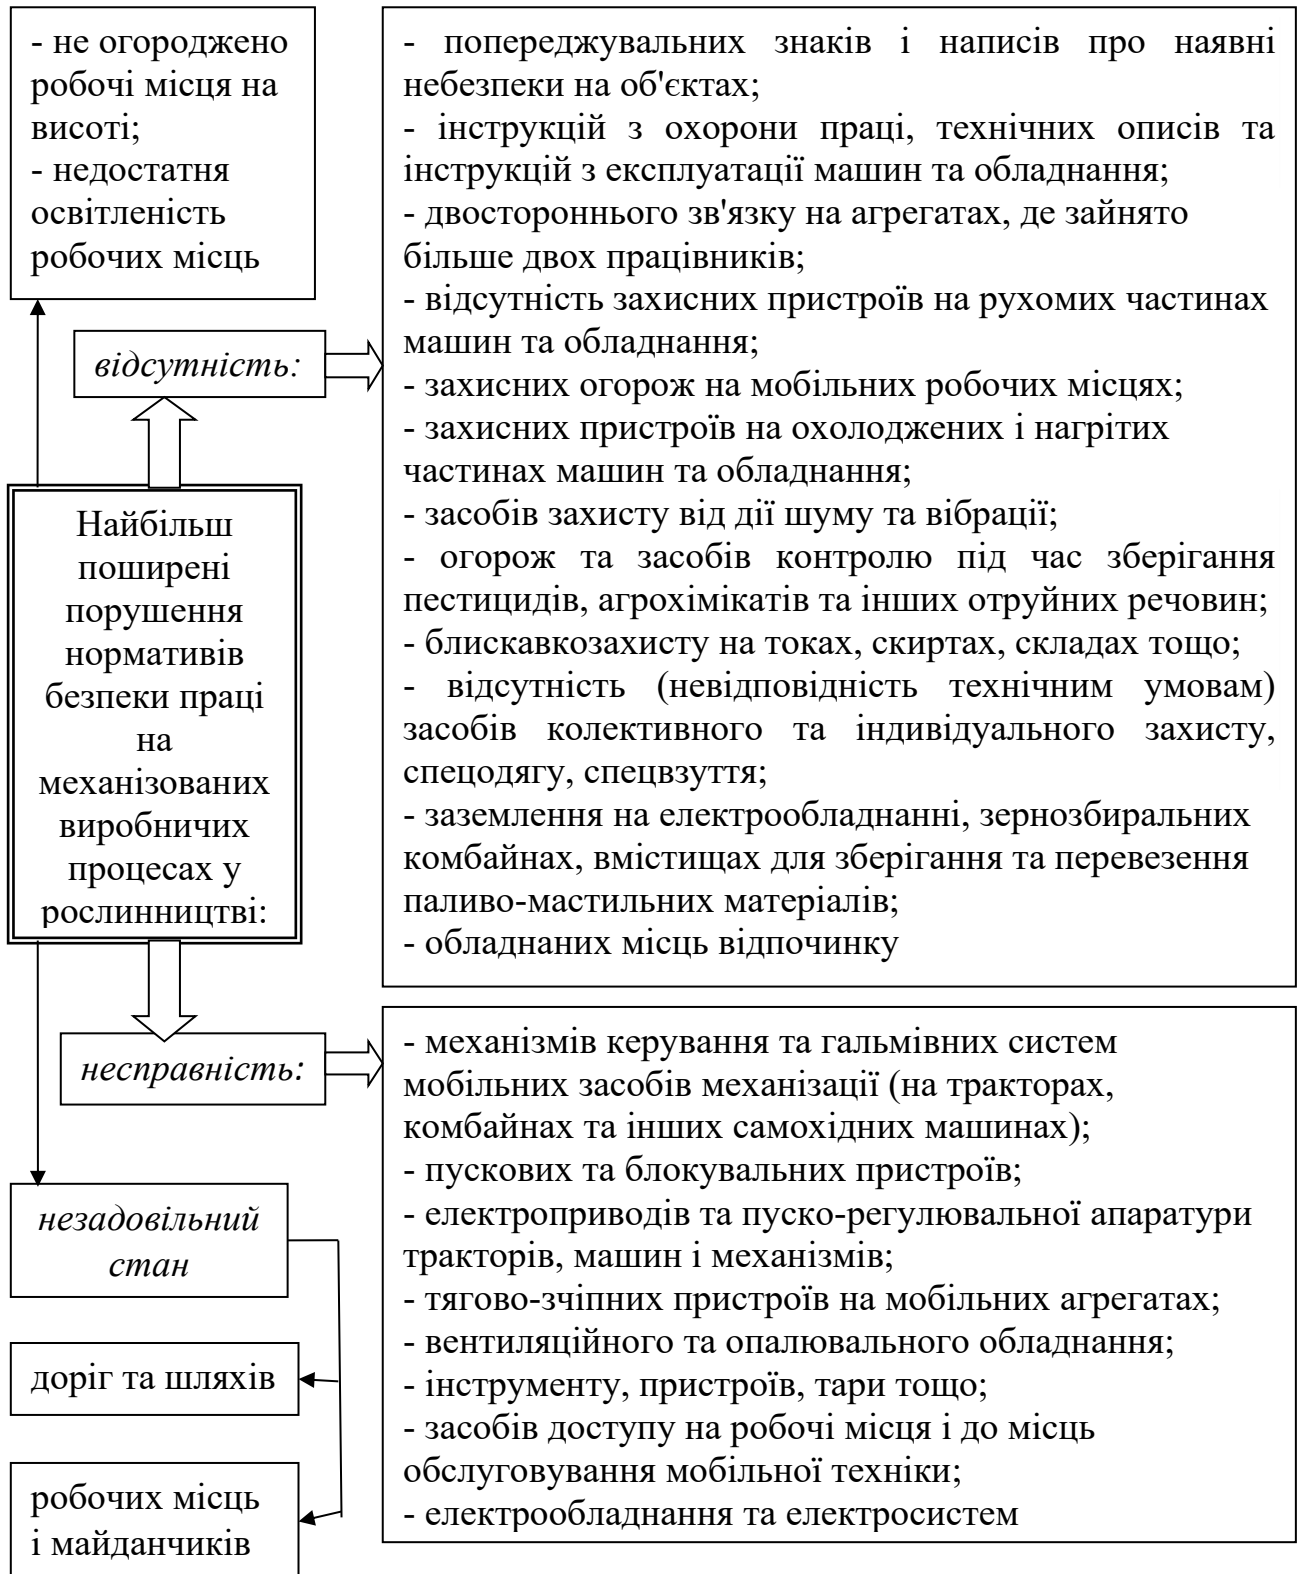 - не огороджено
робочі місця на
висоті;
- недостатня
освітленість
робочих місць
відсутність:
- попереджувальних знаків і написів про наявні
небезпеки на об'єктах;
- інструкцій з охорони праці, технічних описів та
інструкцій з експлуатації машин та обладнання;
- двостороннього зв'язку на агрегатах, де зайнято
більше двох працівників;
- відсутність захисних пристроїв на рухомих частинах
машин та обладнання;
- захисних огорож на мобільних робочих місцях;
- захисних пристроїв на охолоджених і нагрітих
частинах машин та обладнання;
- засобів захисту від дії шуму та вібрації;
- огорож та засобів контролю під час зберігання
пестицидів, агрохімікатів та інших отруйних речовин;
- блискавкозахисту на токах, скиртах, складах тощо;
- відсутність (невідповідність технічним умовам)
засобів колективного та індивідуального захисту,
спецодягу, спецвзуття;
- заземлення на електрообладнанні, зернозбиральних
комбайнах, вмістищах для зберігання та перевезення
паливо-мастильних матеріалів;
- обладнаних місць відпочинку
Найбільш
поширені
порушення
нормативів
безпеки праці
на
механізованих
виробничих
процесах у
рослинництві:
несправність:
- механізмів керування та гальмівних систем
мобільних засобів механізації (на тракторах,
комбайнах та інших самохідних машинах);
- пускових та блокувальних пристроїв;
- електроприводів та пуско-регулювальної апаратури
тракторів, машин і механізмів;
- тягово-зчіпних пристроїв на мобільних агрегатах;
- вентиляційного та опалювального обладнання;
- інструменту, пристроїв, тари тощо;
- засобів доступу на робочі місця і до місць
обслуговування мобільної техніки;
- електрообладнання та електросистем
незадовільний
стан
доріг та шляхів
робочих місць
і майданчиків